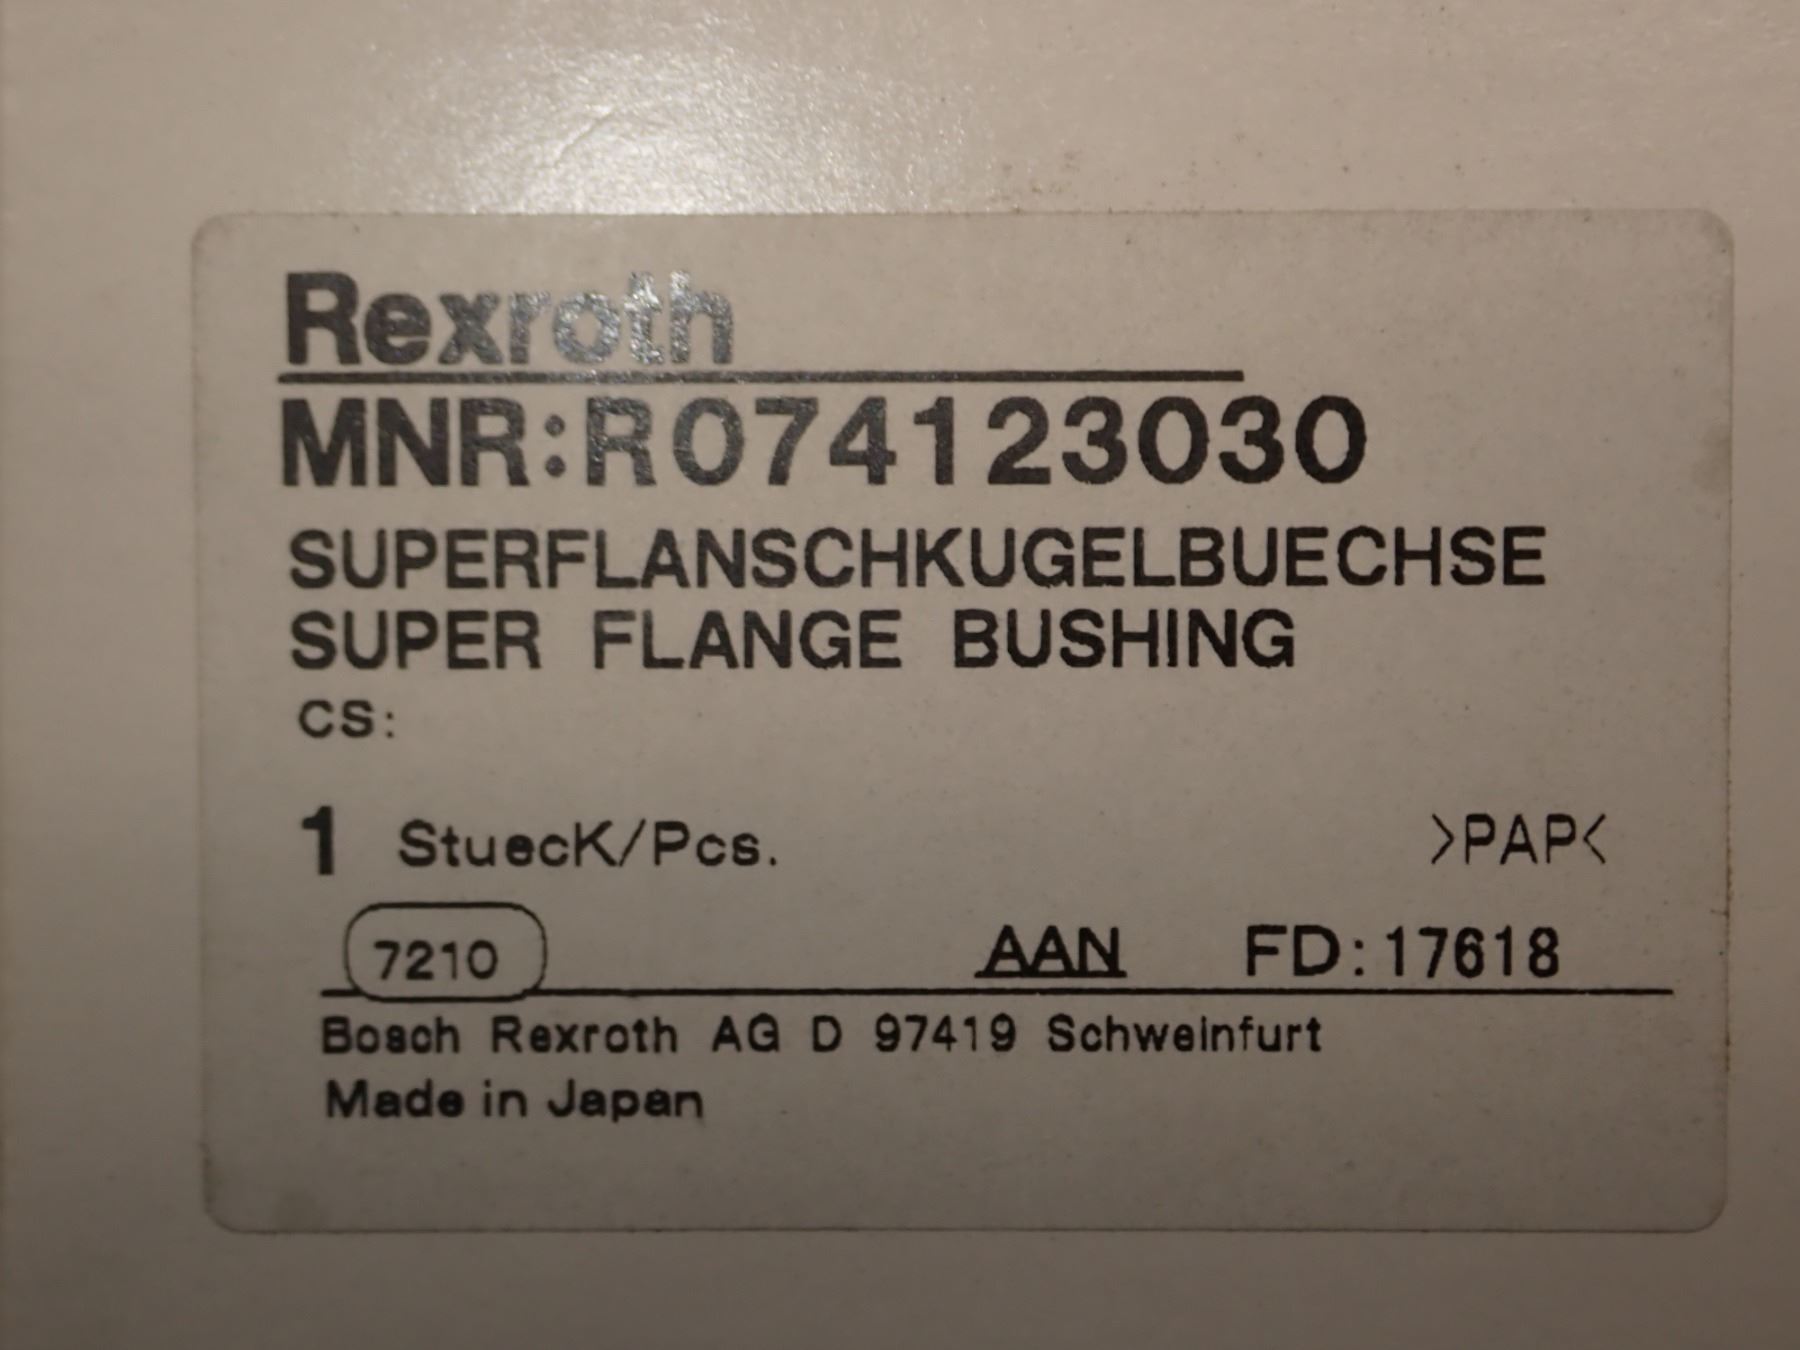 Rexroth
MNR:R074123030
SUPERFLANSCHKUGELBUECHSE
SUPER FLANGE BUSHING
CS:
1 StuecK/Pcs. >PAP<
7210 AAN FD:17618
Bosch Rexroth AG D 97419 Schweinfurt
Made in Japan